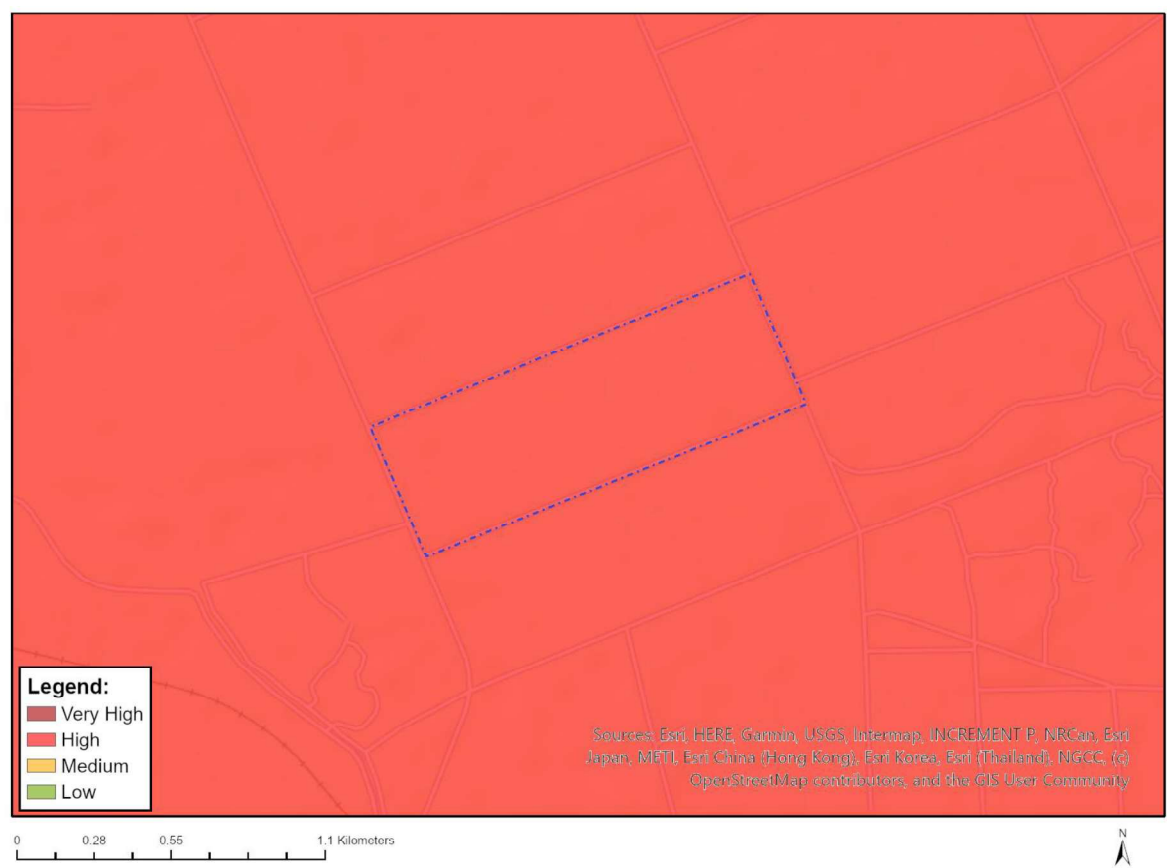 Legend:
Very High
High
Medium
Low
Sources: Esri, HERE, Garmin, USGS, Intermap, INCREMENT P, NRCan, Esri
Japan, METI, Esri China (Hong Kong), Esri Korea, Esri (Thailand), NGCC, (c)
OpenStreetMap contributors, and the GIS User Community
0 0.28 0.55 1.1 Kilometers
N